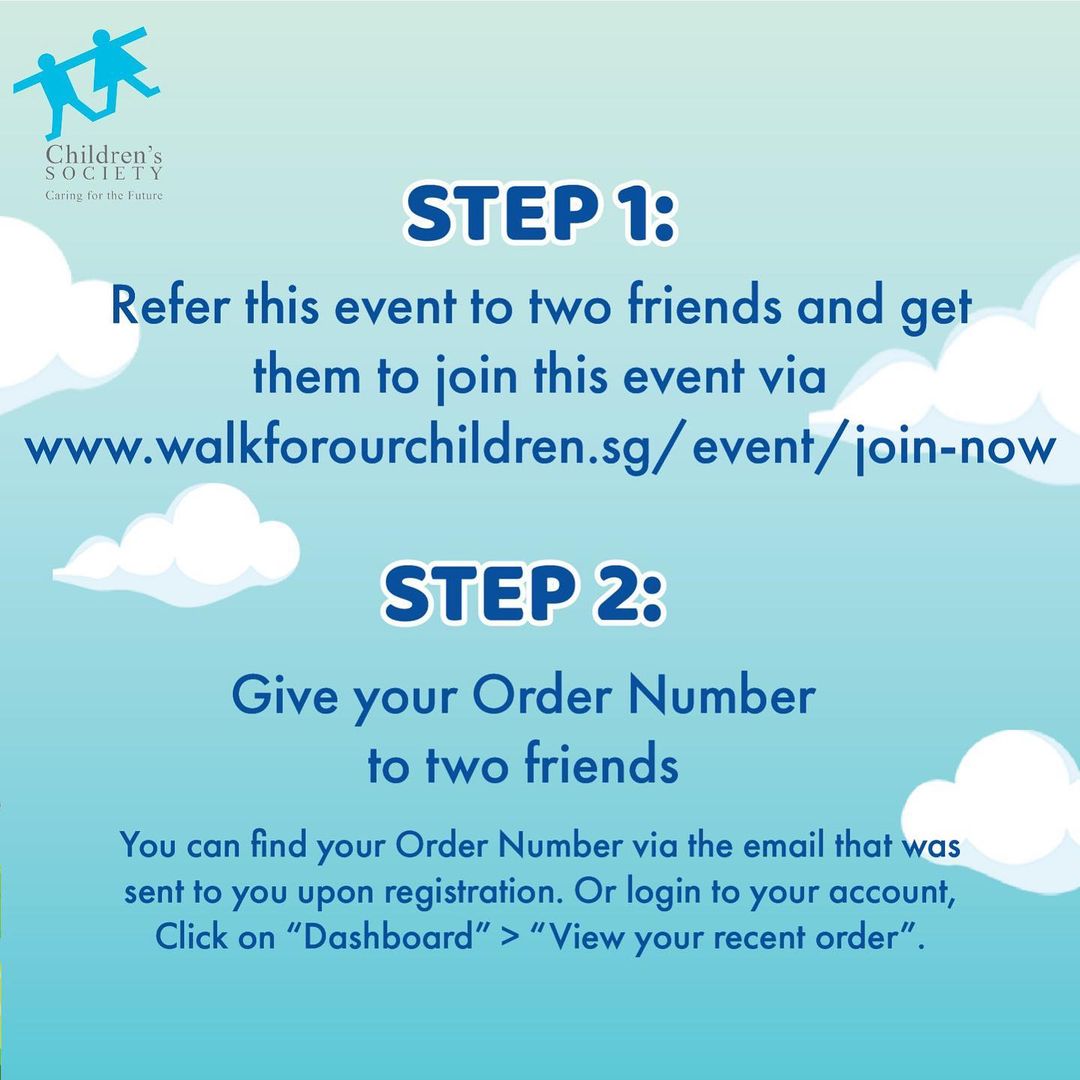 Children's
SOCIETY
Caring for the Future
STEP 1:
Refer this event to two friends and get
them to join this event via
www.walkforourchildren.sg/event/join-now
STEP 2:
Give your Order Number
to two friends
You can find your Order Number via the email that was
sent to you upon registration. Or login to your account,
Click on “Dashboard” > “View your recent order”.